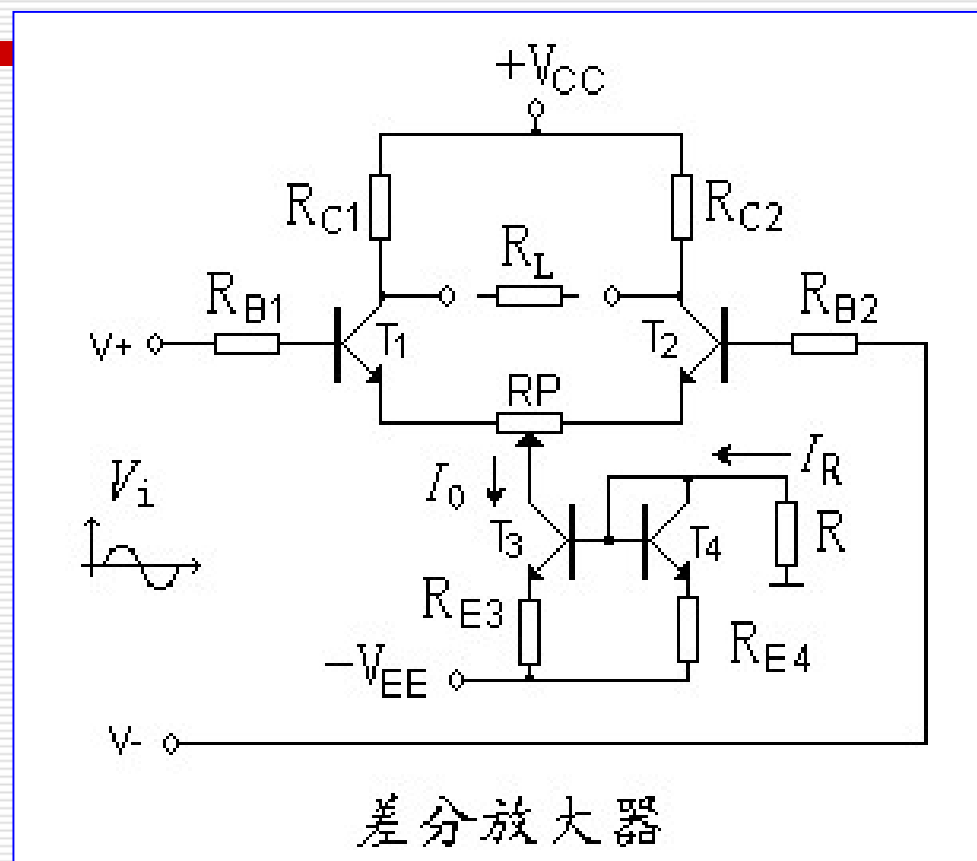 +VCC
RC1
RC2
RL
RB1
RB2
V+
T1
T2
RP
Vi
I0
IR
T3
T4
R
RE3
RE4
-VEE
V-
差分放大器